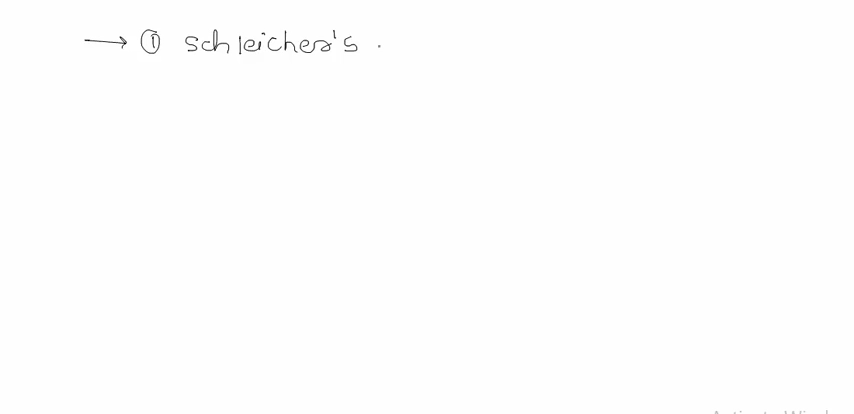 → ① schleicher's .